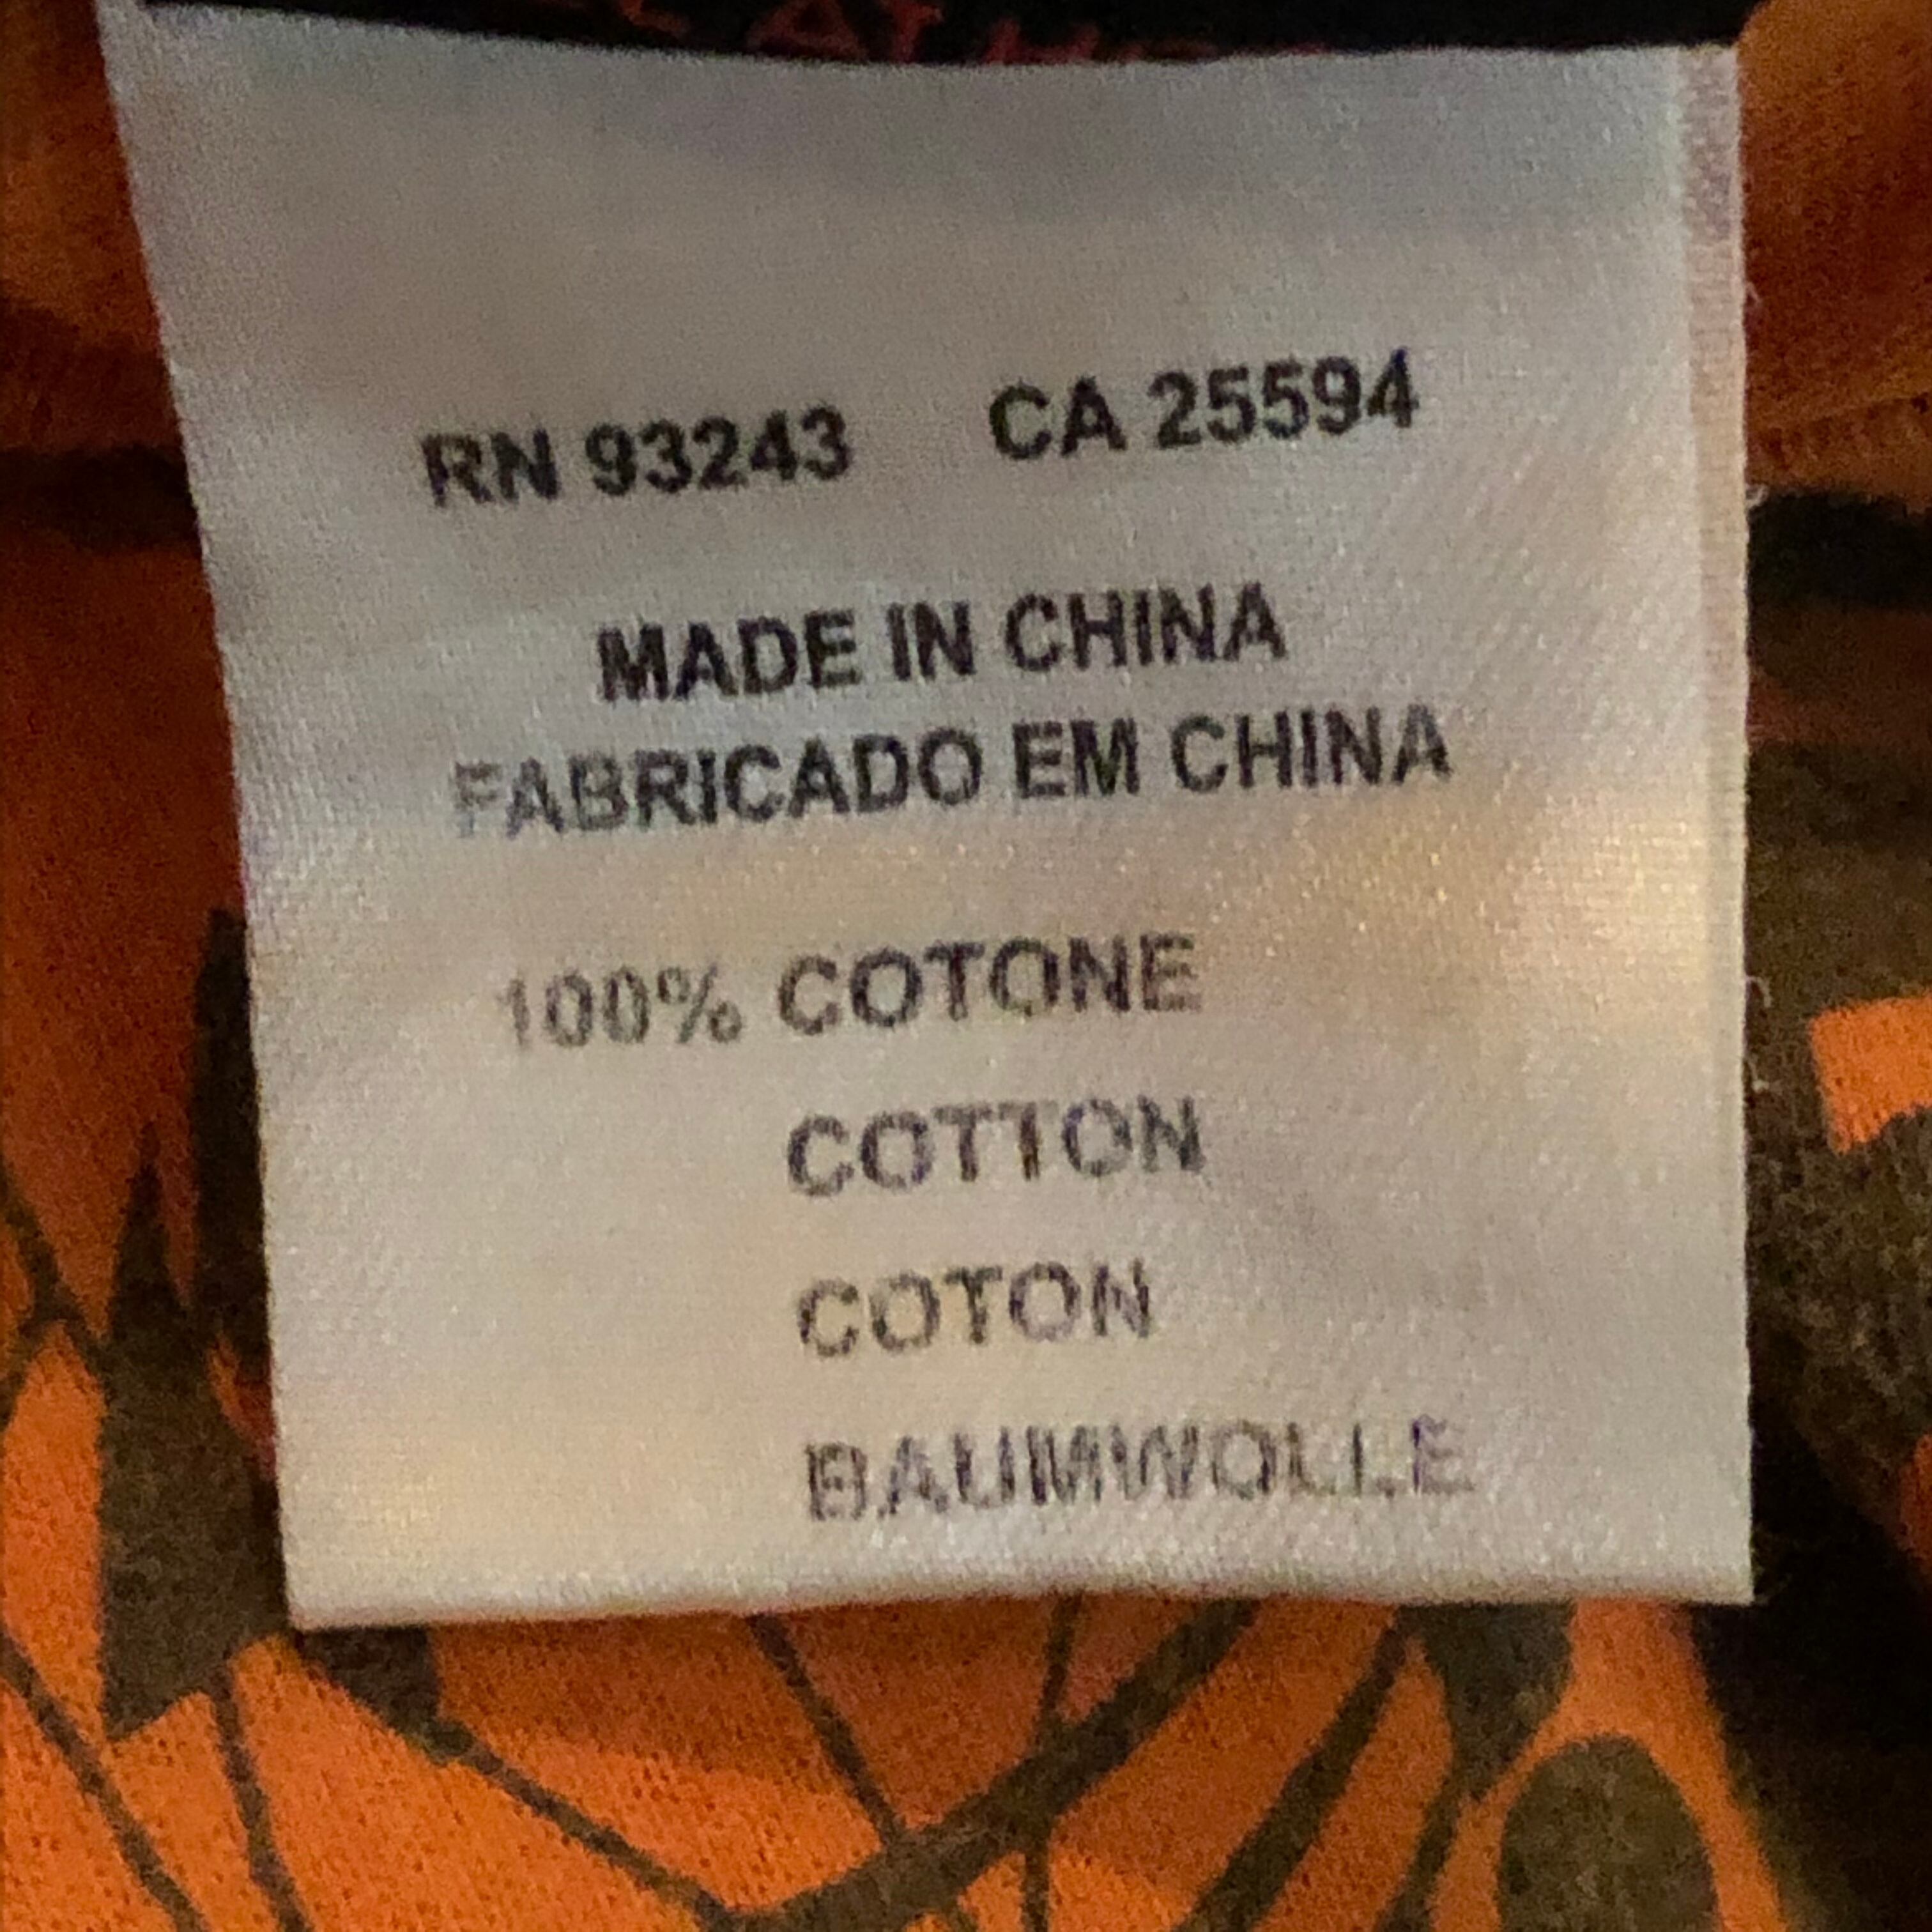 RN 93243 CA 25594
MADE IN CHINA
FABRICADO EM CHINA
100% COTONE
COTTON
COTON
BAUMWOLLE